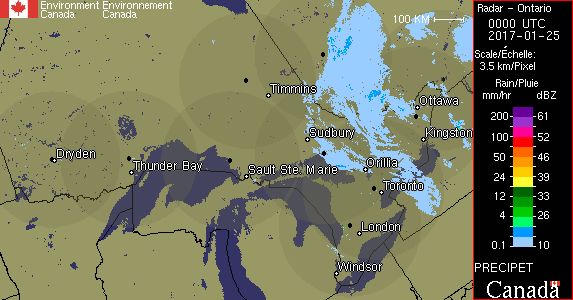 Environment Environnement
Canada Canada
100 KM
Timmins
Ottawa
Sudbury
Kingston
Dryden
Thunder Bay
Sault Ste. Marie
Orillia
Toronto
London
Windsor
Radar - Ontario
0000 UTC
2017-01-25
Scale/Échelle:
3.5 km/Pixel
Rain/Pluie
mm/hr dBZ
200 61
100 52
50 46
24 39
12 33
4 26
0.1 10
PRECIPET
Canada